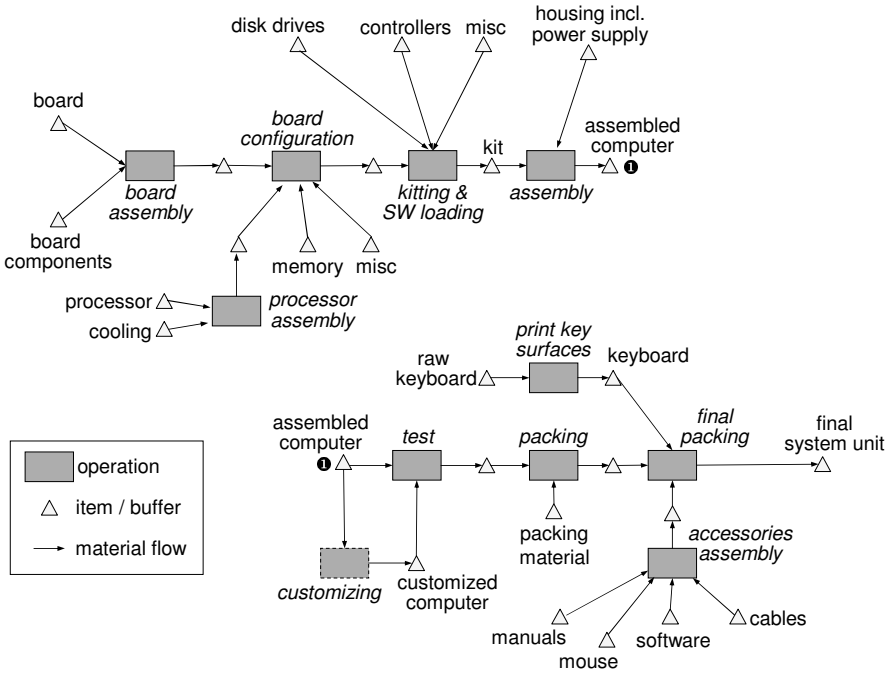 disk drives
controllers
misc
housing incl.
power supply
board
board
configuration
kit
assembled
computer
❶
board
assembly
kitting &
SW loading
assembly
board
components
memory
misc
processor
cooling
processor
assembly
print key
surfaces
raw
keyboard
keyboard
assembled
computer
❶
test
packing
final
packing
final
system unit
operation
item / buffer
material flow
packing
material
accessories
assembly
customizing
customized
computer
manuals
mouse
software
cables